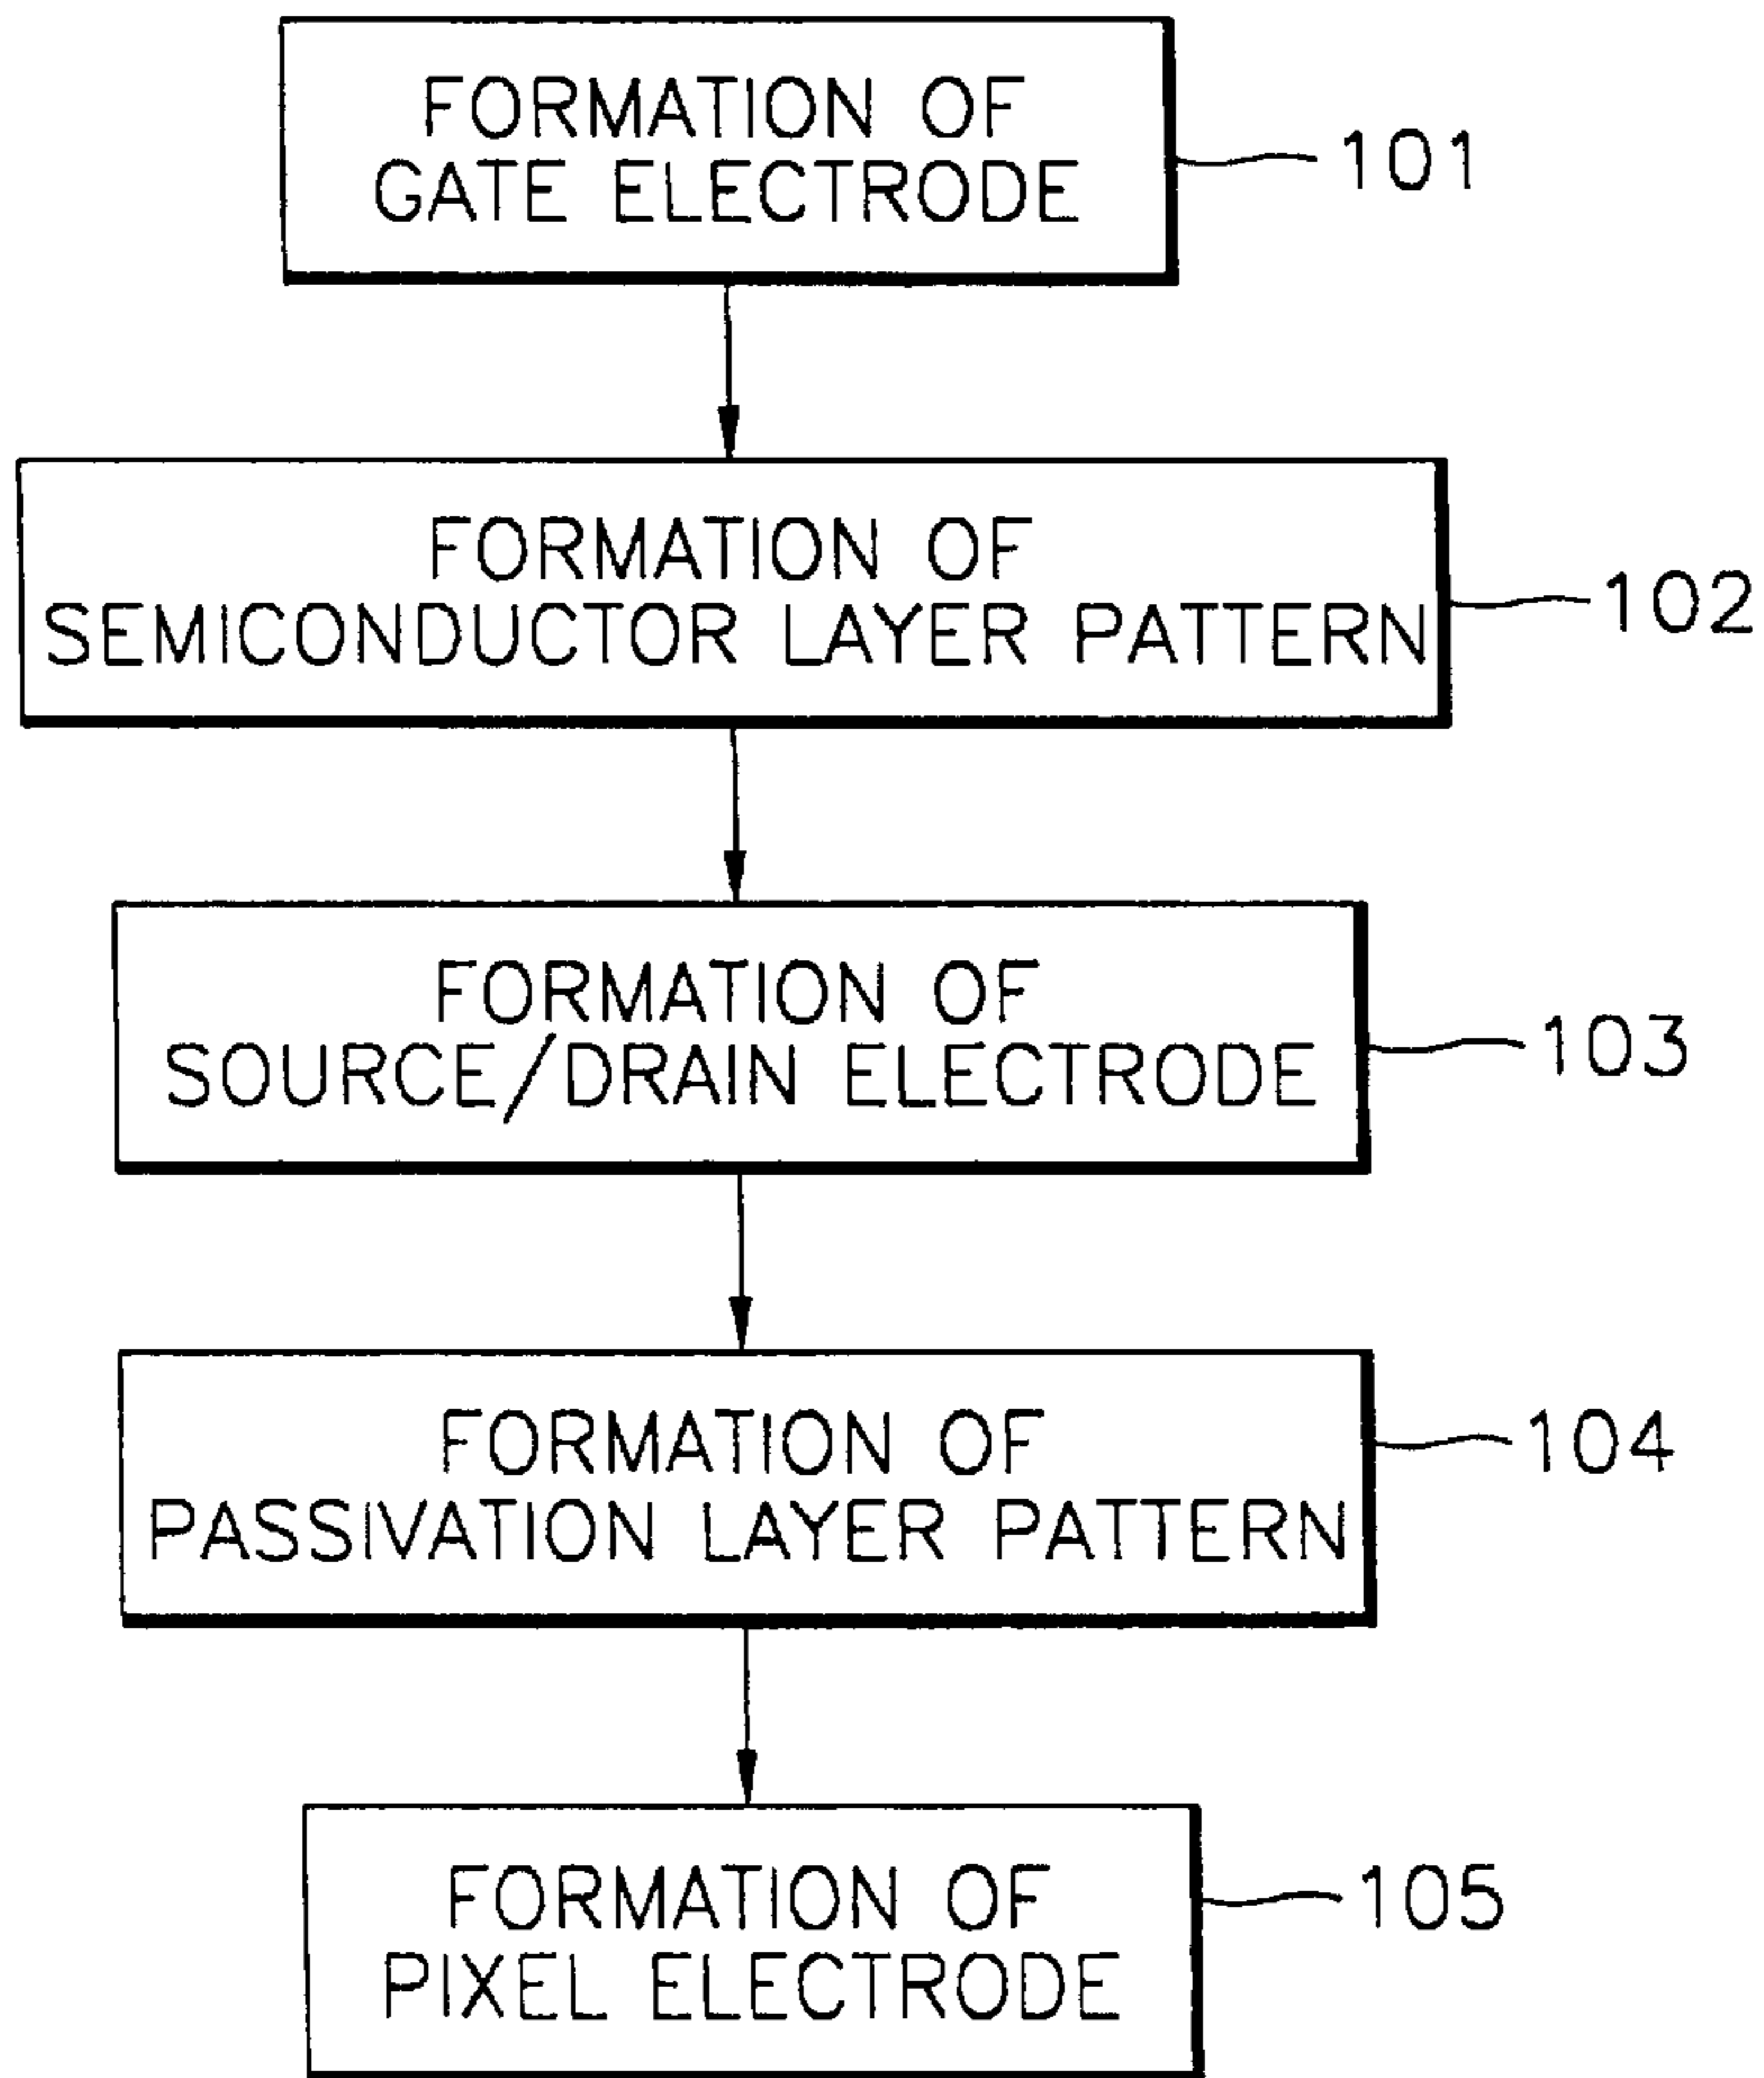 FORMATION OF
GATE ELECTRODE
101
FORMATION OF
SEMICONDUCTOR LAYER PATTERN
102
FORMATION OF
SOURCE/DRAIN ELECTRODE
103
FORMATION OF
PASSIVATION LAYER PATTERN
104
FORMATION OF
PIXEL ELECTRODE
105